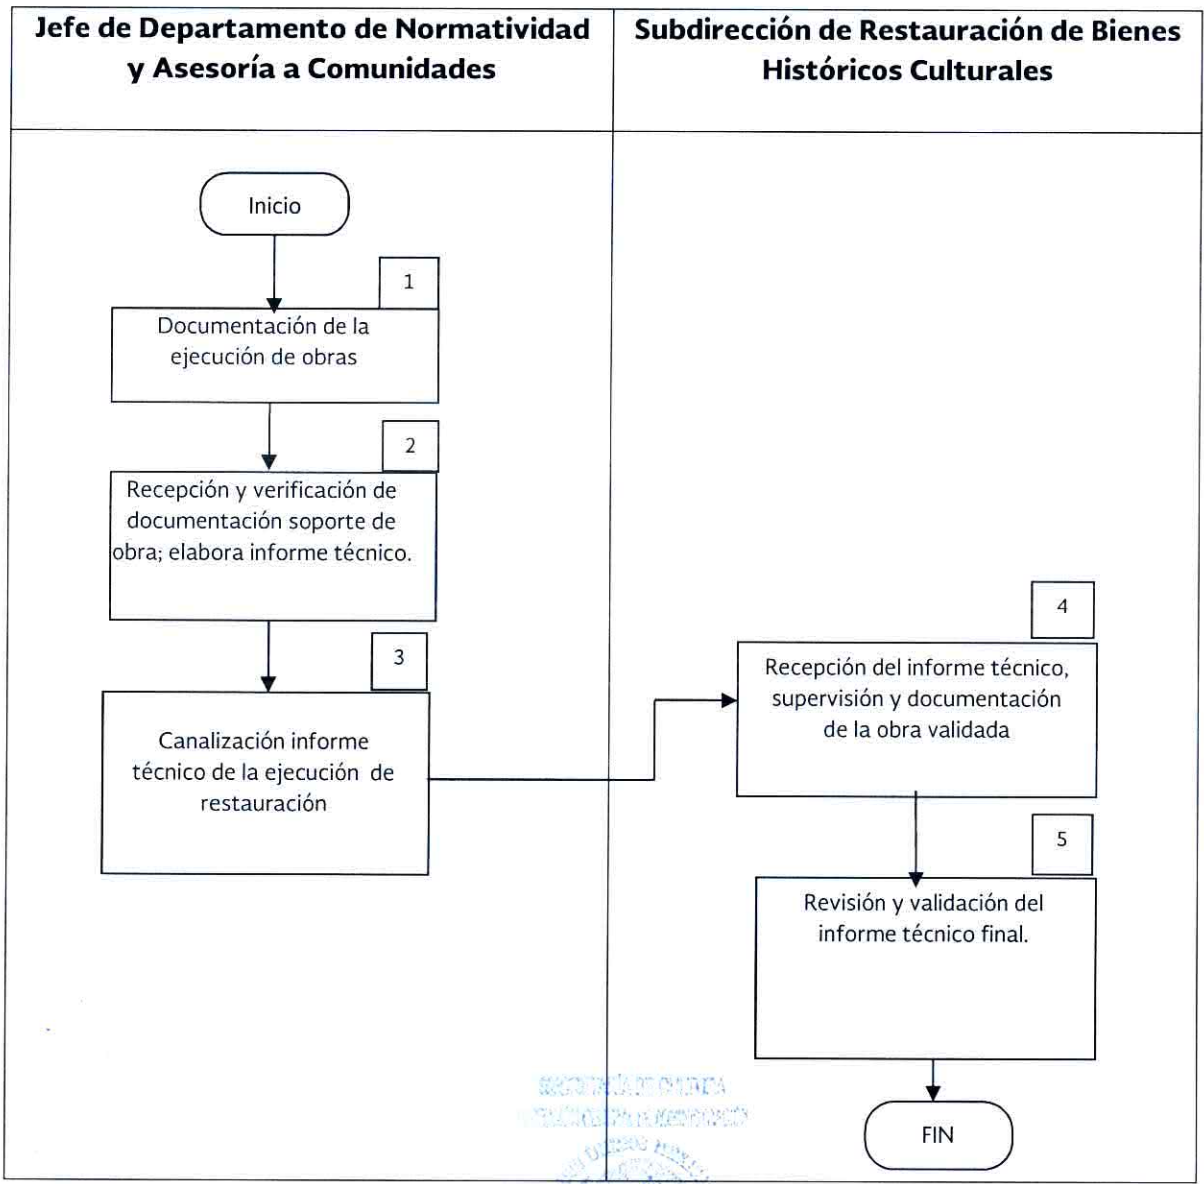 Jefe de Departamento de Normatividad
y Asesoría a Comunidades
Subdirección de Restauración de Bienes
Históricos Culturales
Inicio
1
Documentación de la
ejecución de obras
2
Recepción y verificación de
documentación soporte de
obra; elabora informe técnico.
3
Canalización informe
técnico de la ejecución de
restauración
4
Recepción del informe técnico,
supervisión y documentación
de la obra validada
5
Revisión y validación del
informe técnico final.
FIN